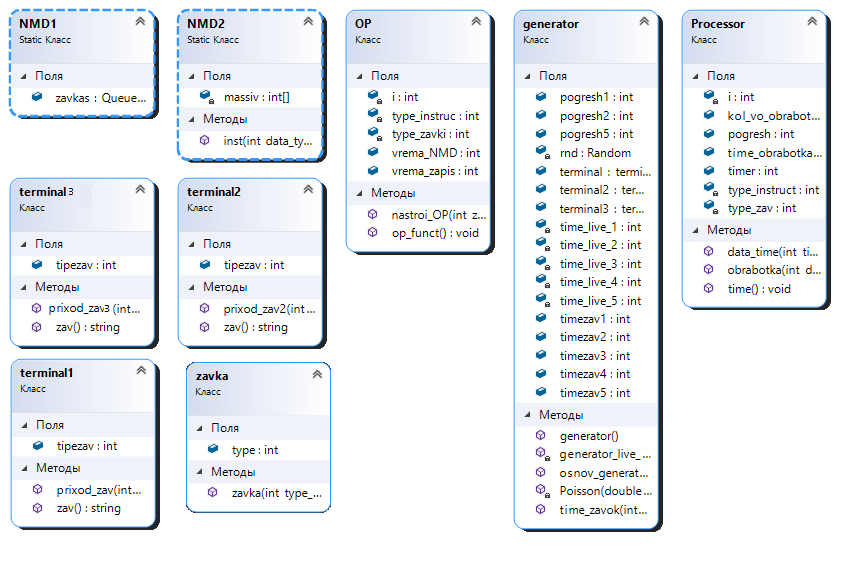 NMD1
Static Класс
Поля
zavkas : Queue...
NMD2
Static Класс
Поля
massiv : int[]
Методы
inst(int data_ty...
OP
Класс
Поля
i : int
type_instruc : int
type_zavki : int
vrema_NMD : int
vrema_zapis : int
Методы
nastroi_OP(int z...
op_funct() : void
generator
Класс
Поля
pogresh1 : int
pogresh2 : int
pogresh5 : int
rnd : Random
terminal : termi...
terminal2 : ter...
terminal3 : ter...
time_live_1 : int
time_live_2 : int
time_live_3 : int
time_live_4 : int
time_live_5 : int
timezav1 : int
timezav2 : int
timezav3 : int
timezav4 : int
timezav5 : int
Методы
generator()
generator_live_...
osnov_generat...
Poisson(double...
time_zavok(int...
Processor
Класс
Поля
i : int
kol_vo_obrabot...
pogresh : int
time_obrabotka...
timer : int
type_instruct : int
type_zav : int
Методы
data_time(int ti...
obrabotka(int d...
time() : void
terminal3
Класс
Поля
tipezav : int
Методы
prixod_zav3 (int...
zav() : string
terminal2
Класс
Поля
tipezav : int
Методы
prixod_zav2(int...
zav() : string
terminal1
Класс
Поля
tipezav : int
Методы
prixod_zav(int...
zav() : string
zavka
Класс
Поля
type : int
Методы
zavka(int type_...